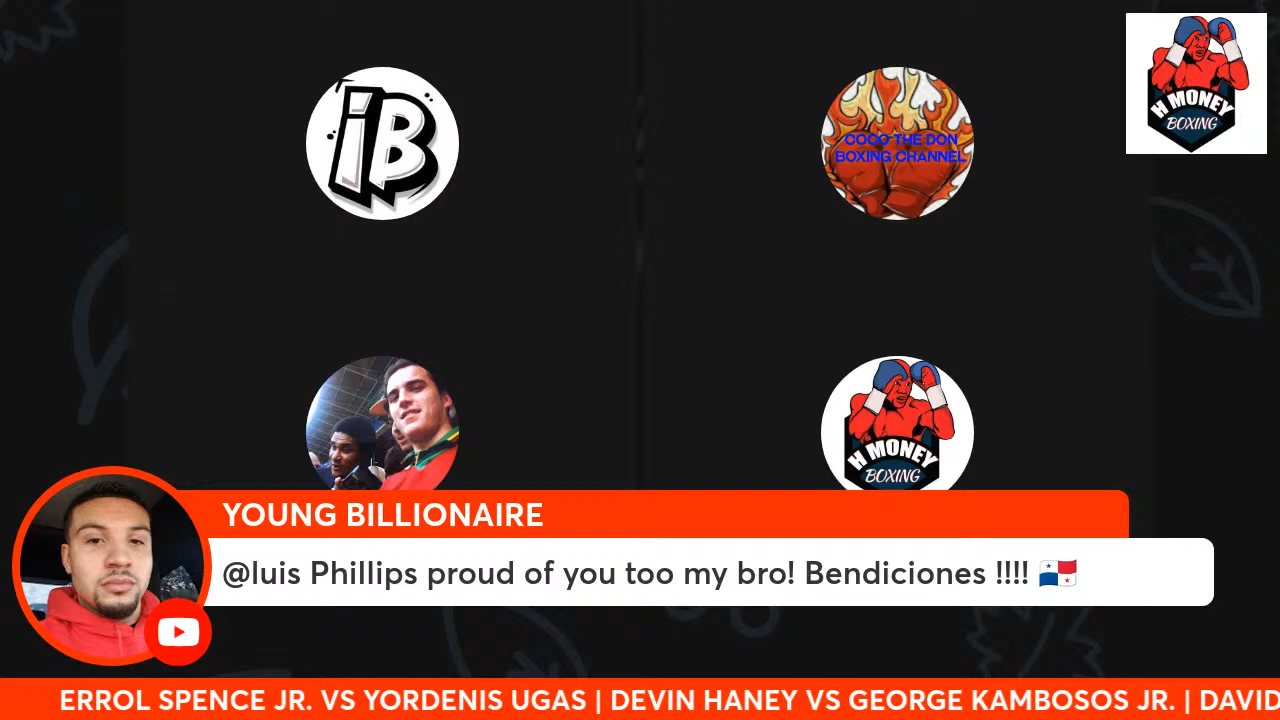 iB
COCO THE DON
BOXING CHANNEL
H MONEY
BOXING
H MONEY
BOXING
YOUNG BILLIONAIRE
@luis Phillips proud of you too my bro! Bendiciones !!!! 🇵🇦
ERROL SPENCE JR. VS YORDENIS UGAS | DEVIN HANEY VS GEORGE KAMBOSOS JR. | DAVID